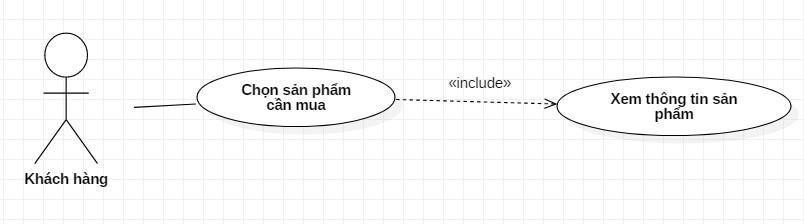 Chọn sản phẩm
cần mua
«include»
Xem thông tin sản
phẩm
Khách hàng